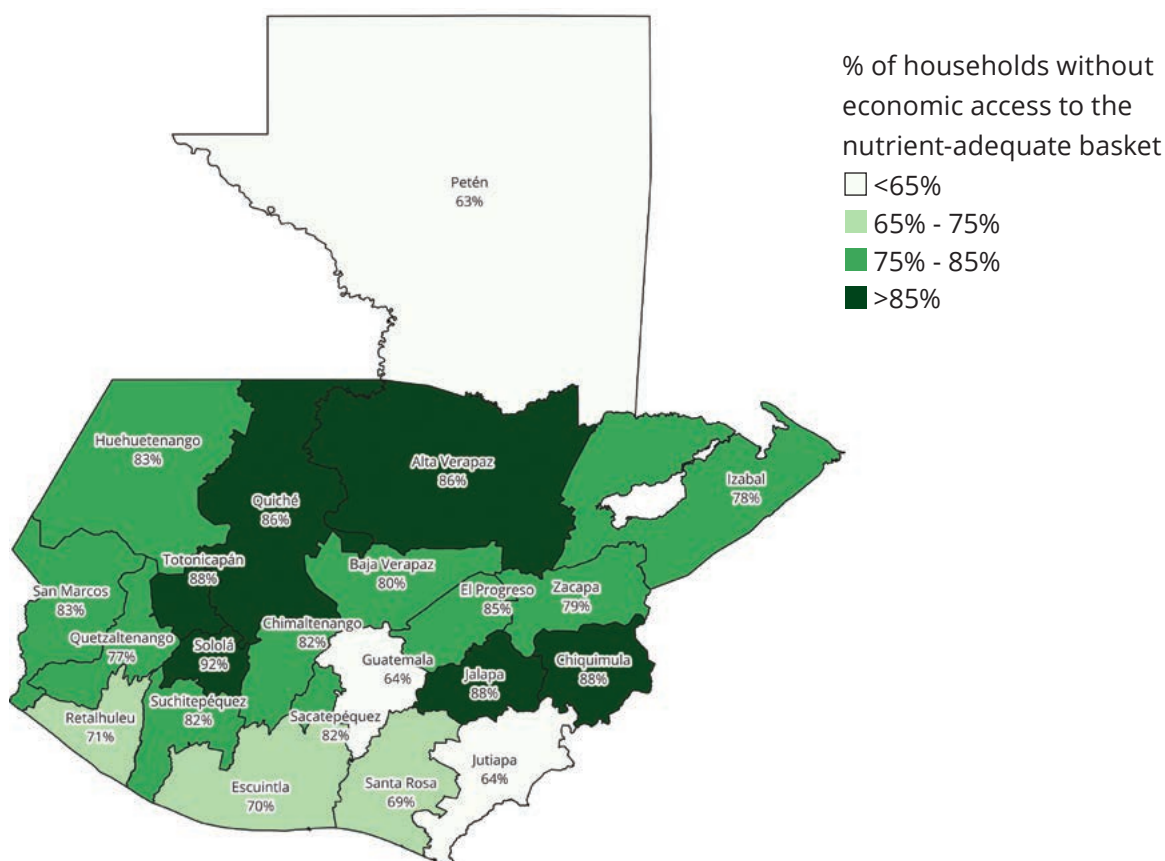 % of households without
economic access to the
nutrient-adequate basket
<65%
65% - 75%
75% - 85%
>85%
Petén
63%
Huehuetenango
83%
Alta Verapaz
86%
Izabal
78%
Quiché
86%
Totonicapán
88%
Baja Verapaz
80%
El Progreso
85%
Zacapa
79%
San Marcos
83%
Quetzaltenango
77%
Sololá
92%
Chimaltenango
82%
Guatemala
64%
Jalapa
88%
Chiquimula
88%
Retalhuleu
71%
Suchitepéquez
82%
Sacatepéquez
82%
Escuintla
70%
Santa Rosa
69%
Jutiapa
64%